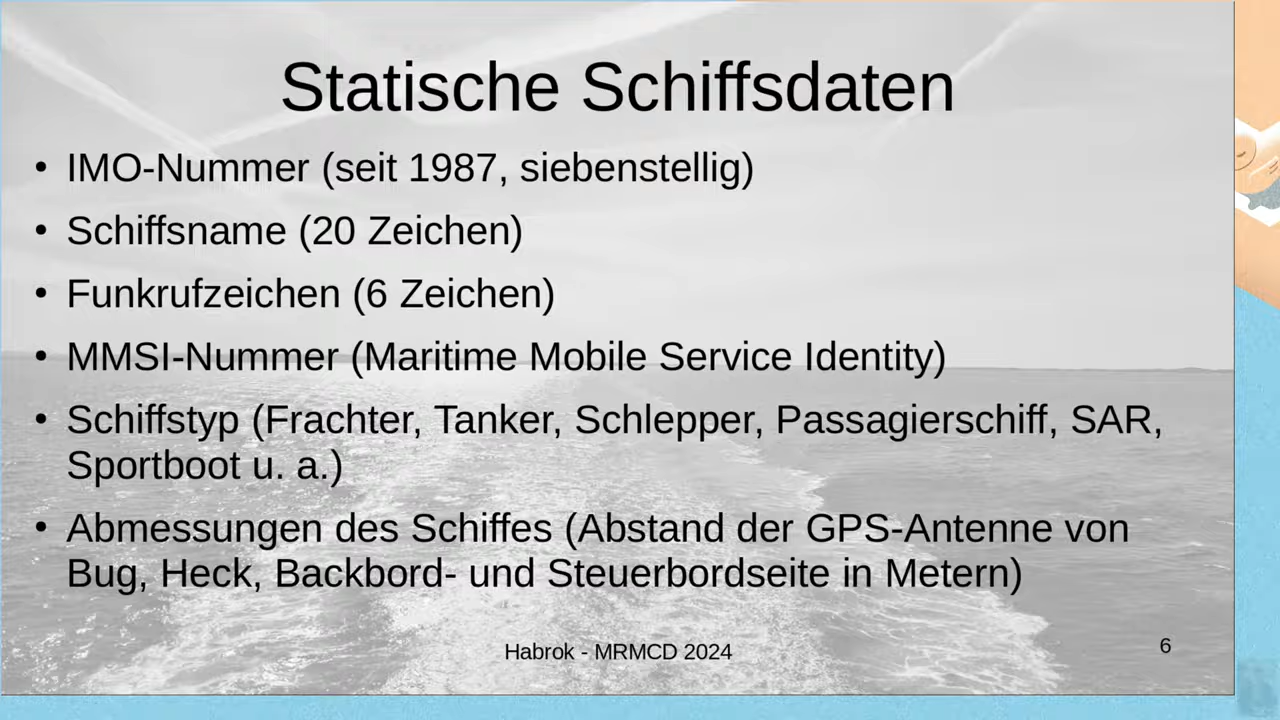 Statische Schiffsdaten
• IMO-Nummer (seit 1987, siebenstellig)
• Schiffsname (20 Zeichen)
• Funkrufzeichen (6 Zeichen)
• MMSI-Nummer (Maritime Mobile Service Identity)
• Schiffstyp (Frachter, Tanker, Schlepper, Passagierschiff, SAR,
Sportboot u. a.)
• Abmessungen des Schiffes (Abstand der GPS-Antenne von
Bug, Heck, Backbord- und Steuerbordseite in Metern)
Habrok - MRMCD 2024
6